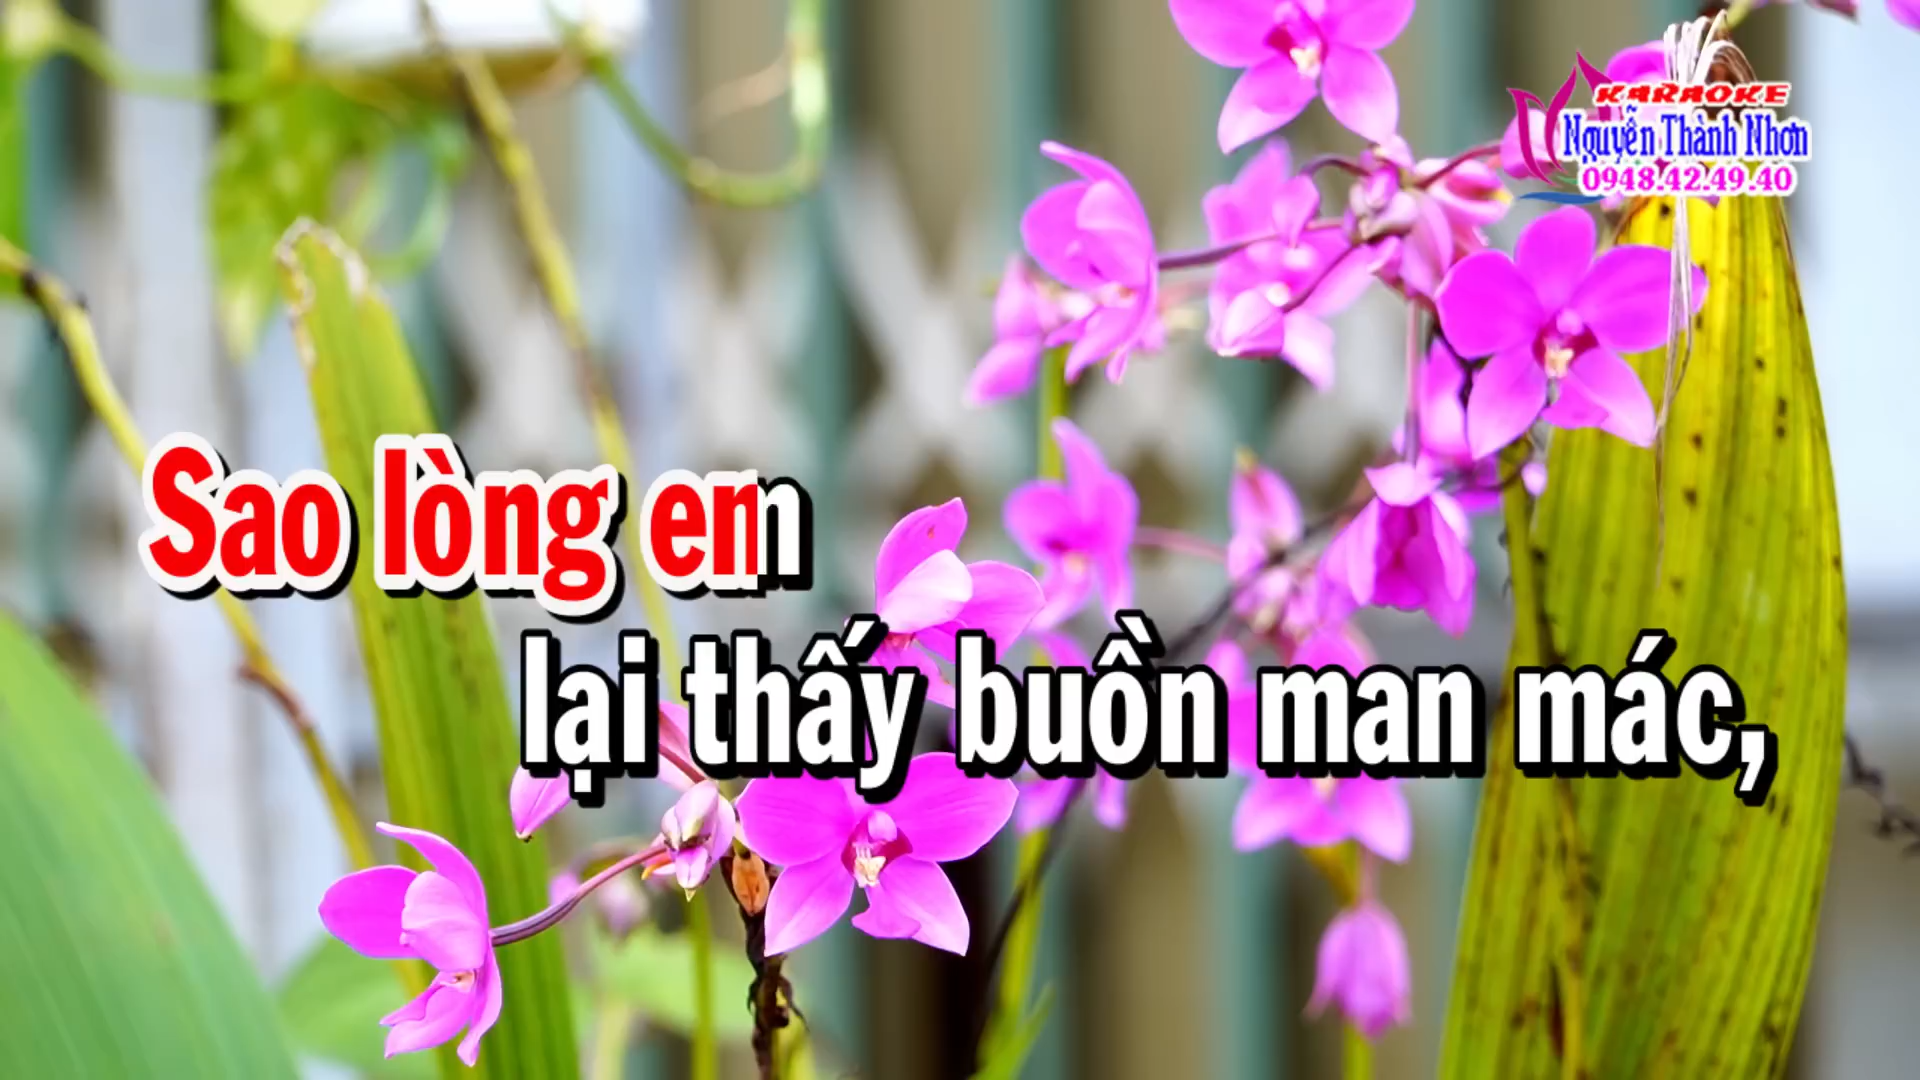 KARAOKE
Nguyễn Thành Nhơn
0948.42.49.40
Sao lòng em
lại thấy buồn man mác,